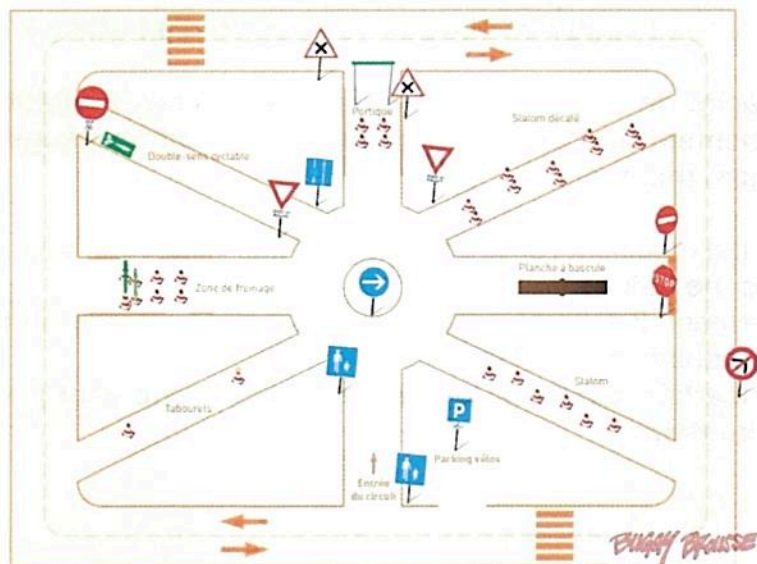 Portique
Slalom décalé
Double-sens cyclable
Planche à bascule
STOP
Zone de freinage
Tabourets
Slalom
P
Parking vélos
Entrée
du circuit
BUGGY BROUSSE